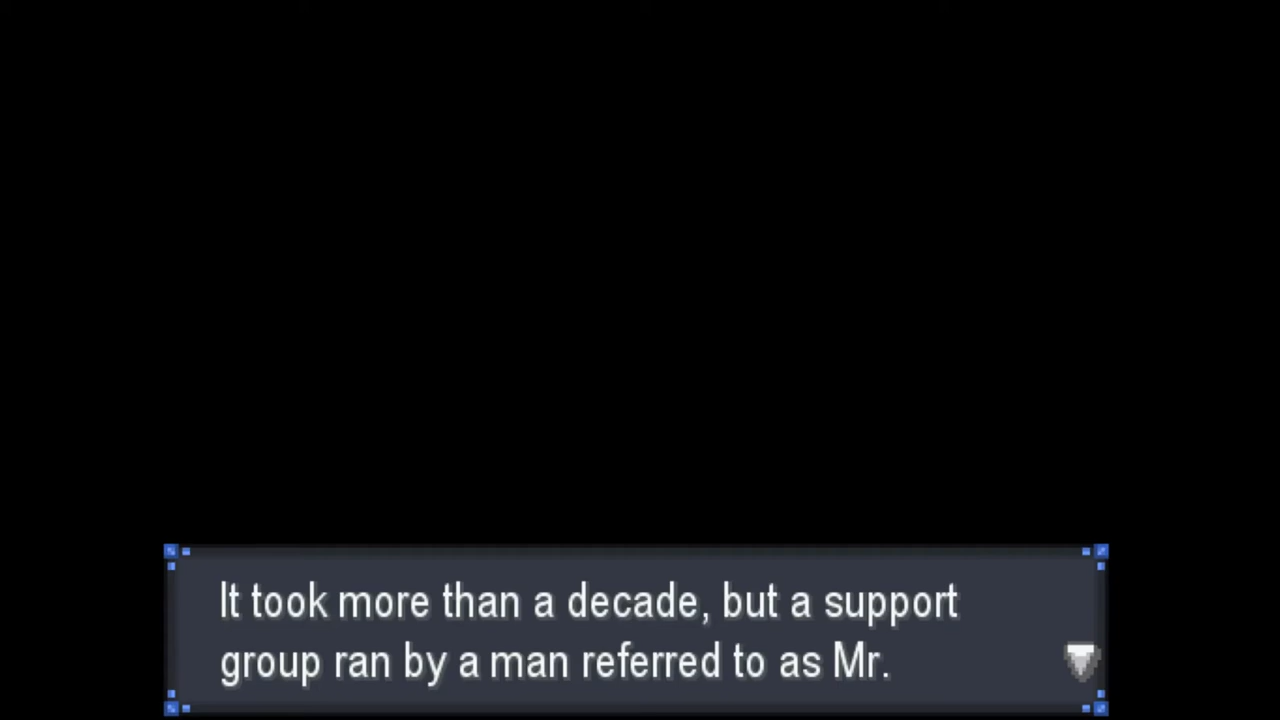 It took more than a decade, but a support
group ran by a man referred to as Mr.